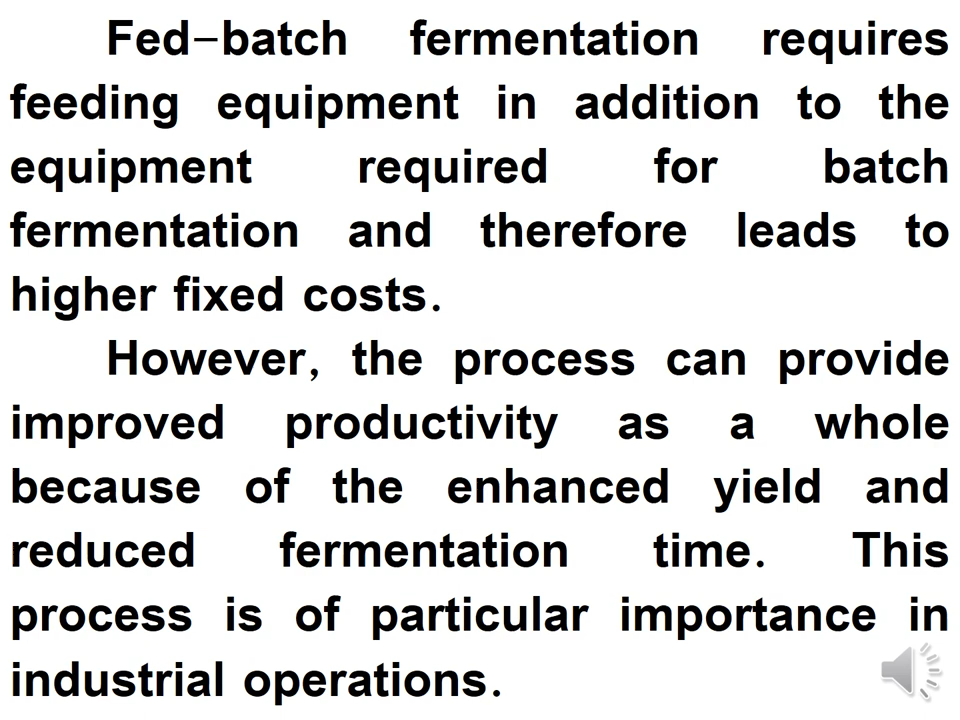 Fed-batch fermentation requires
feeding equipment in addition to the
equipment required for batch
fermentation and therefore leads to
higher fixed costs.
However, the process can provide
improved productivity as a whole
because of the enhanced yield and
reduced fermentation time. This
process is of particular importance in
industrial operations.